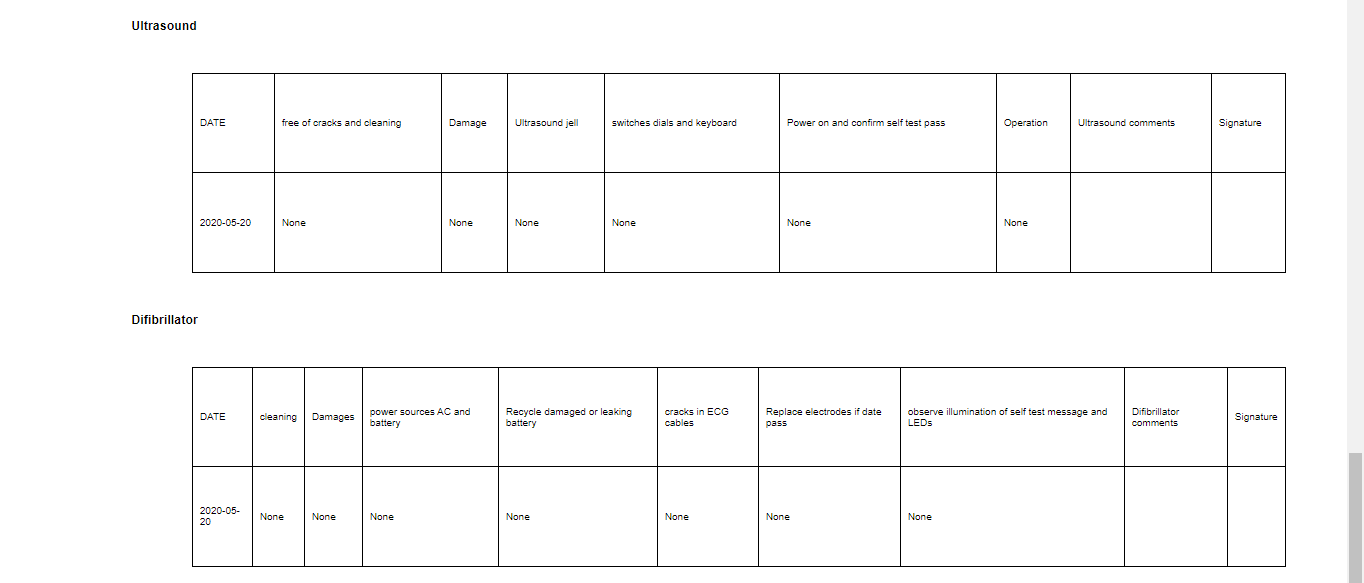 Ultrasound
DATE free of cracks and cleaning Damage Ultrasound jell switches dials and keyboard Power on and confirm self test pass Operation Ultrasound comments Signature
2020-05-20 None None None None None None
Difibrillator
DATE cleaning Damages power sources AC and battery Recycle damaged or leaking battery cracks in ECG cables Replace electrodes if date pass observe illumination of self test message and LEDs Difibrillator comments Signature
2020-05-20 None None None None None None None